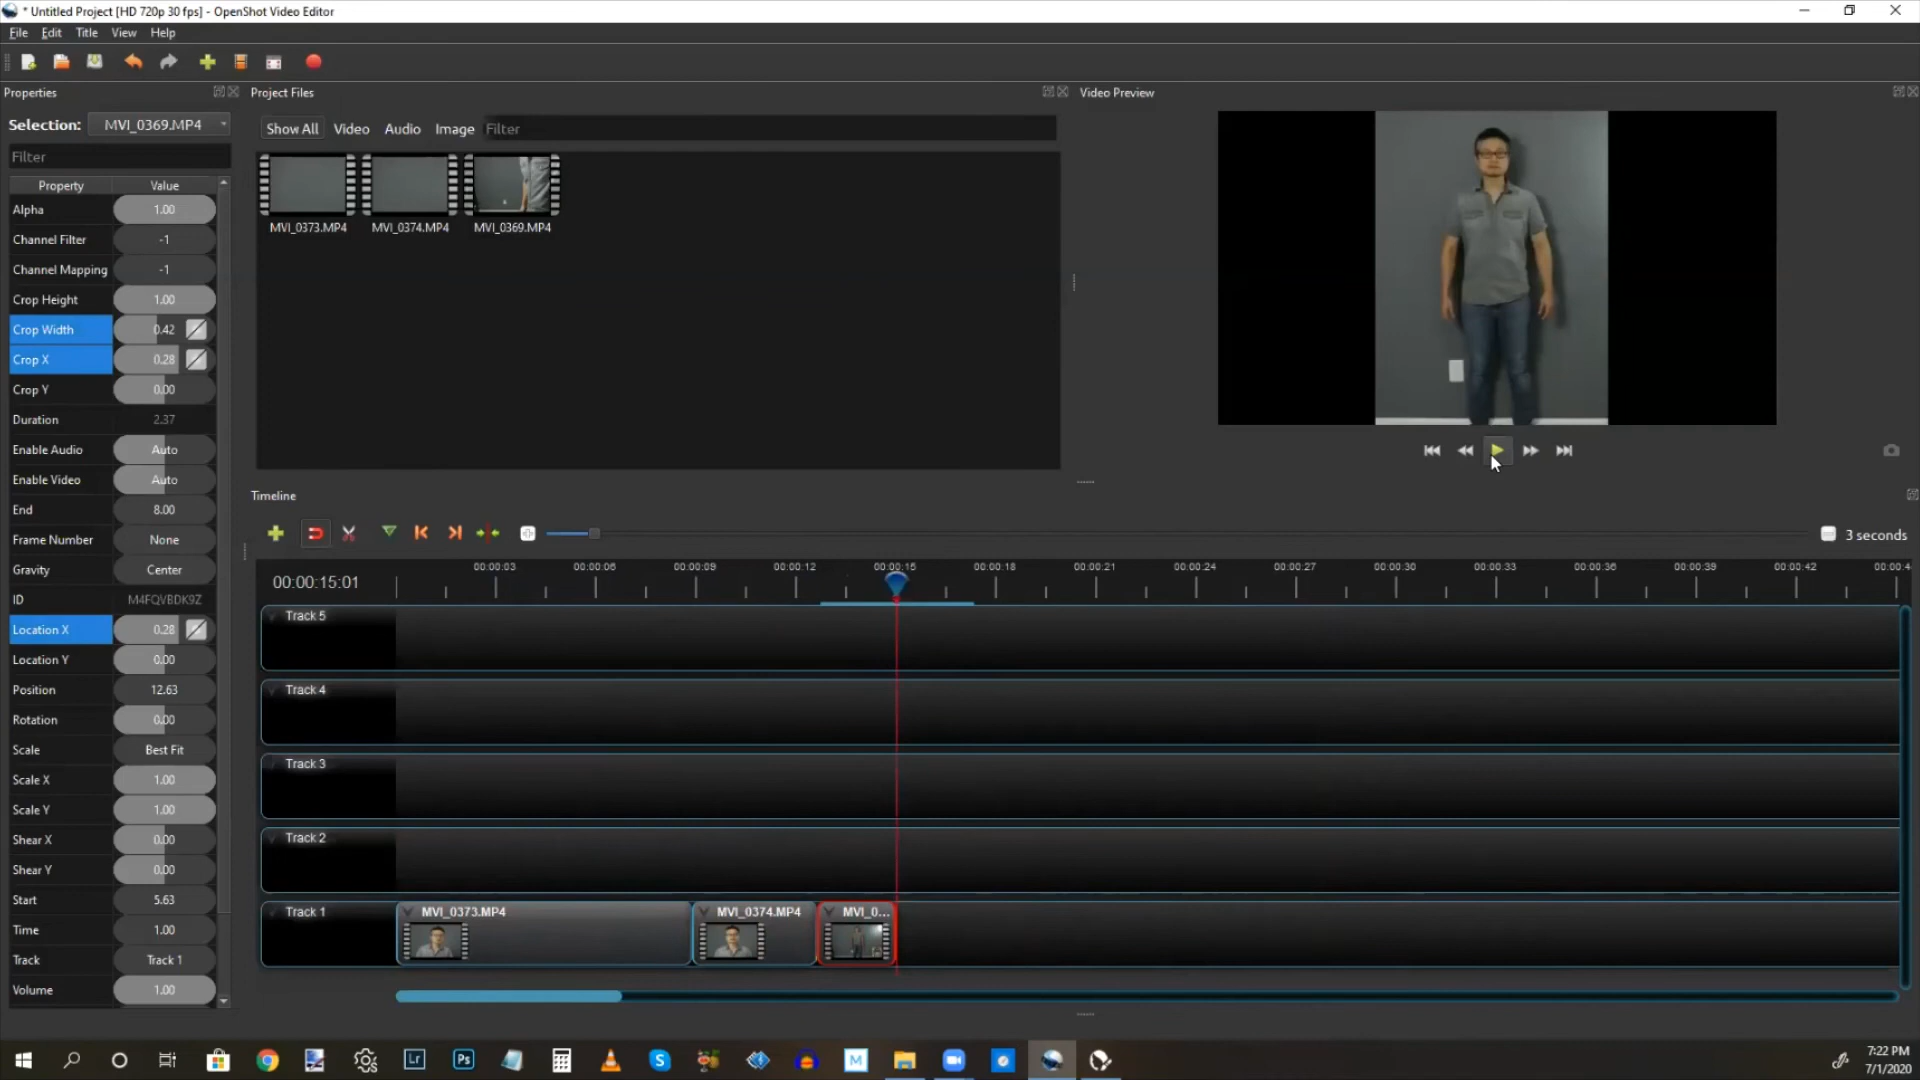 * Untitled Project [HD 720p 30 fps] - OpenShot Video Editor
File Edit Title View Help
Properties
Project Files
Video Preview
Selection: MVI_0369.MP4
Filter
Property Value
Alpha 1.00
Channel Filter -1
Channel Mapping -1
Crop Height 1.00
Crop Width 0.42
Crop X 0.28
Crop Y 0.00
Duration 2.37
Enable Audio Auto
Enable Video Auto
End 8.00
Frame Number None
Gravity Center
ID M4FQVBDK9Z
Location X 0.28
Location Y 0.00
Position 12.63
Rotation 0.00
Scale Best Fit
Scale X 1.00
Scale Y 1.00
Shear X 0.00
Shear Y 0.00
Start 5.63
Time 1.00
Track Track 1
Volume 1.00
Show All Video Audio Image Filter
MVI_0373.MP4 MVI_0374.MP4 MVI_0369.MP4
Timeline
3 seconds
00:00:15:01
00:00:03 00:00:06 00:00:09 00:00:12 00:00:15 00:00:18 00:00:21 00:00:24 00:00:27 00:00:30 00:00:33 00:00:36 00:00:39 00:00:42 00:00:4
Track 5
Track 4
Track 3
Track 2
Track 1
MVI_0373.MP4 MVI_0374.MP4 MVI_0...
Lr Ps S M
7:22 PM
7/1/2020